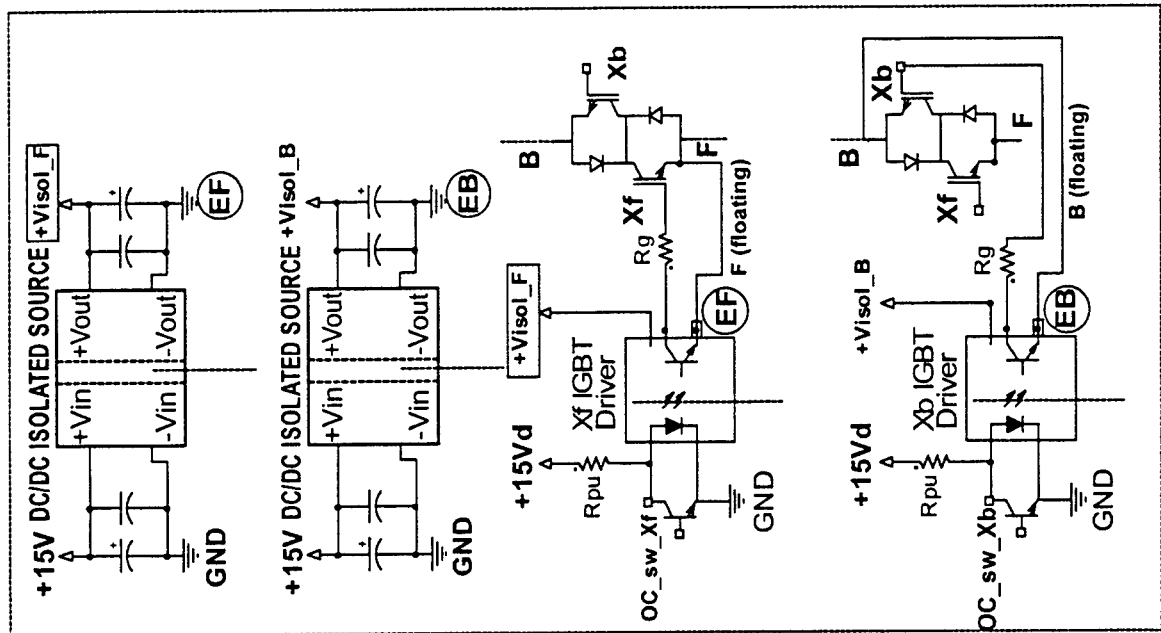 +15V DC/DC ISOLATED SOURCE
+Visol_F
+Vin
+Vout
-Vin
-Vout
GND
EF
+15V DC/DC ISOLATED SOURCE
+Visol_B
+Vin
+Vout
-Vin
-Vout
GND
EB
+15Vd
Xf IGBT
Driver
+Visol_F
Rpu
OC_sw_Xf
GND
Rg
EF
F (floating)
B
Xf
Xb
F
+15Vd
Xb IGBT
Driver
+Visol_B
Rpu
OC_sw_Xb
GND
Rg
EB
B (floating)
B
Xf
Xb
F